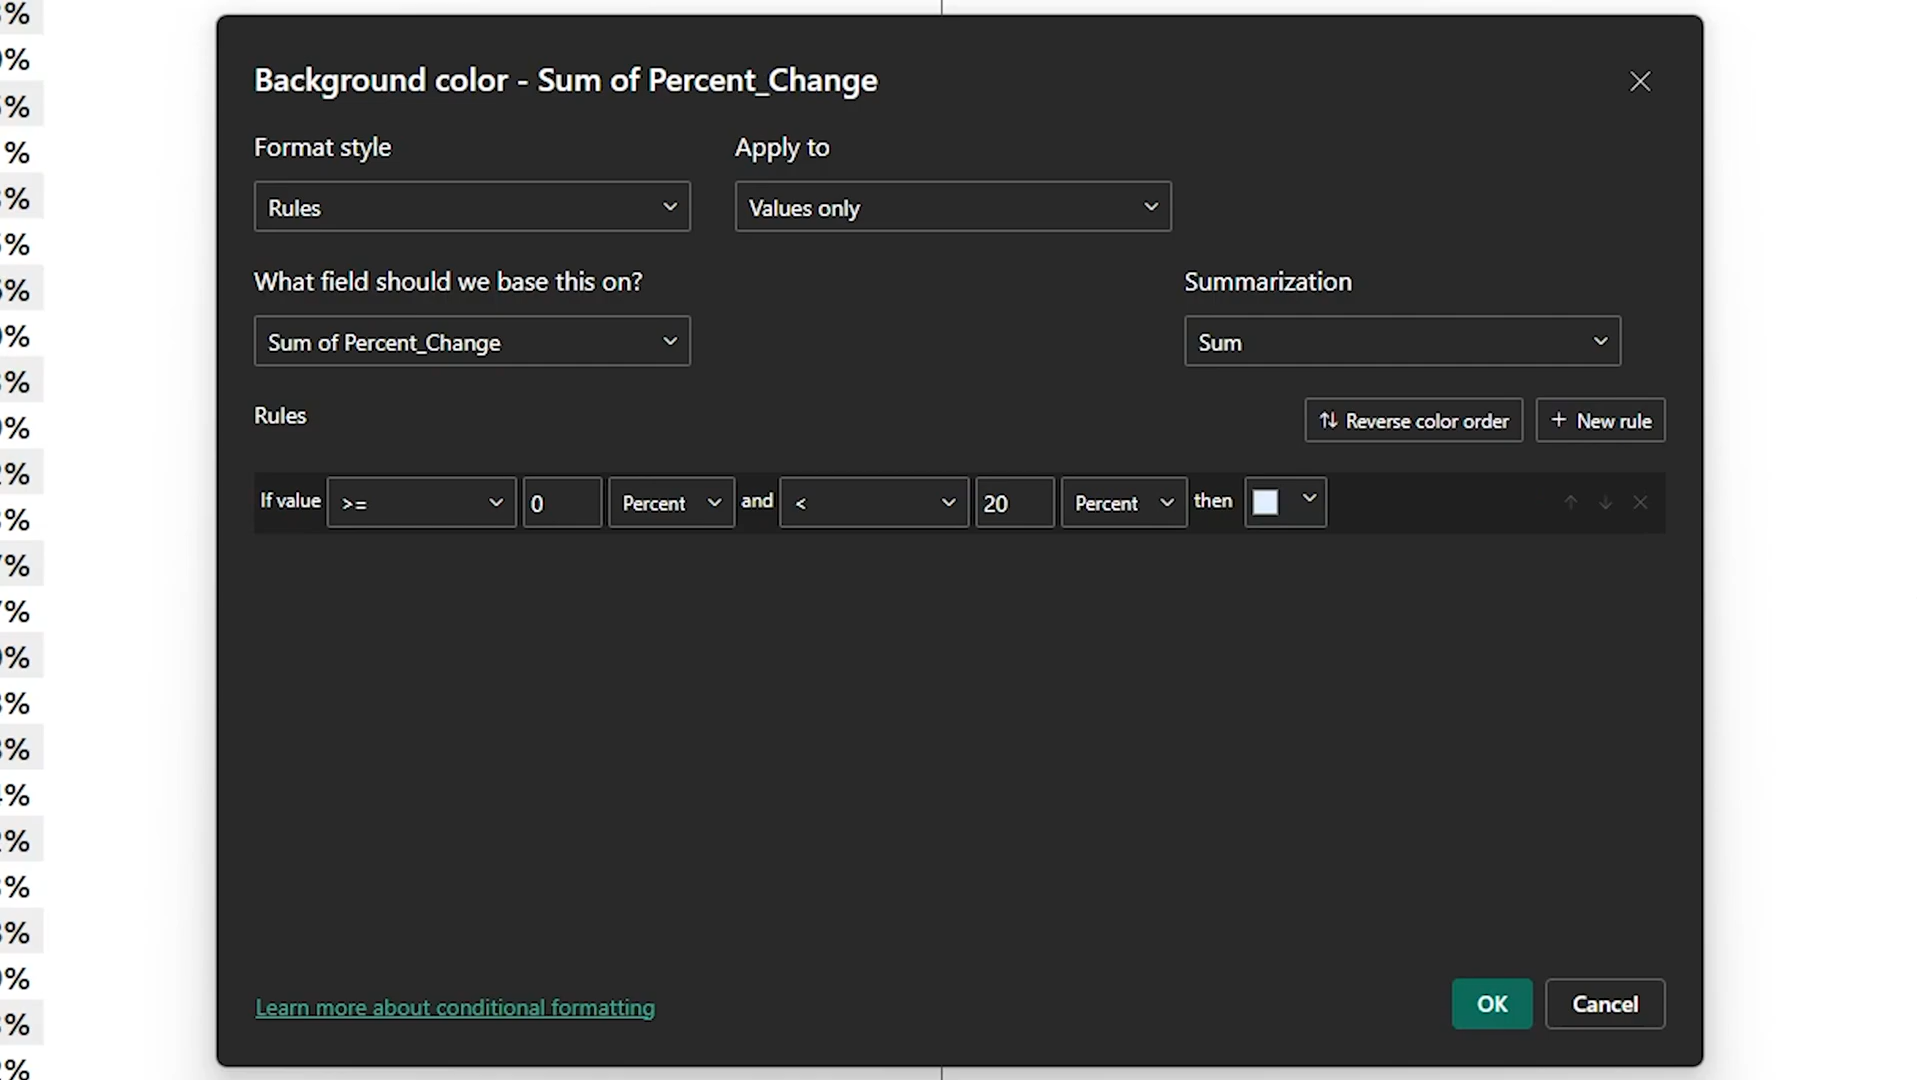 Background color - Sum of Percent_Change
Format style
Apply to
Rules
Values only
What field should we base this on?
Summarization
Sum of Percent_Change
Sum
Rules
Reverse color order
+ New rule
If value >= 0 Percent and < 20 Percent then
Learn more about conditional formatting
OK
Cancel